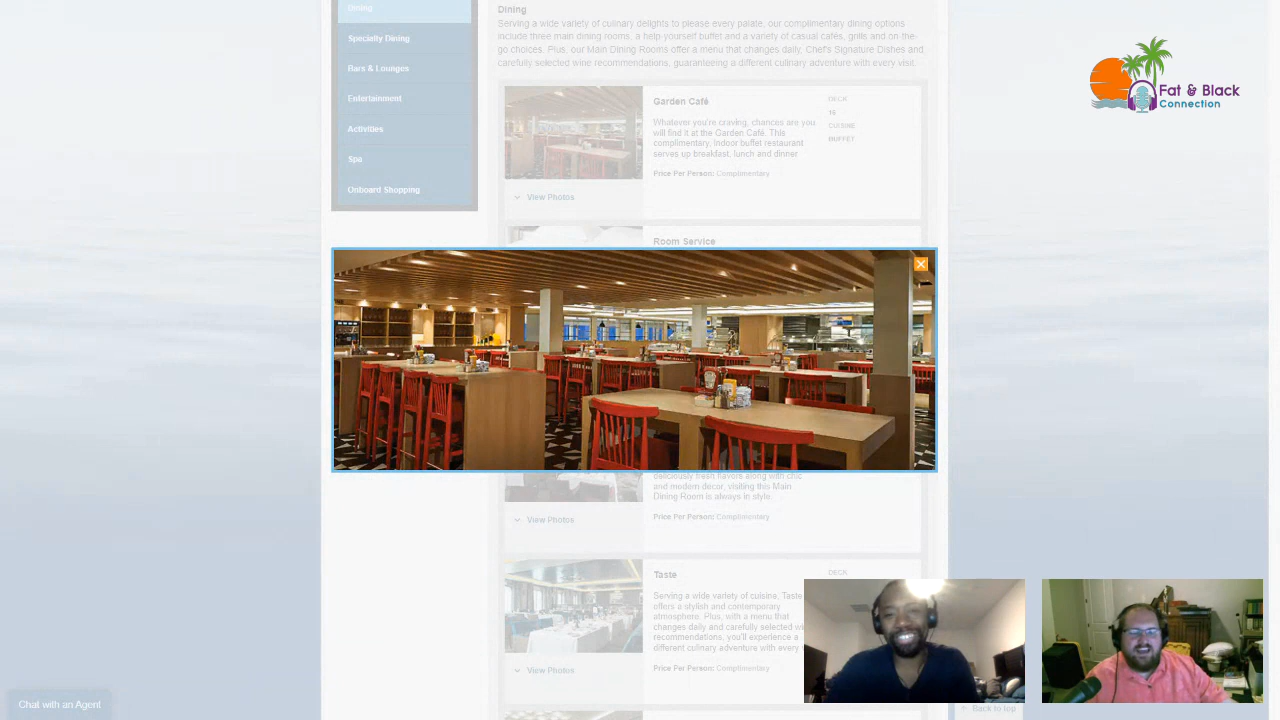 Dining
Specialty Dining
Bars & Lounges
Entertainment
Activities
Spa
Onboard Shopping
Dining
Serving a wide variety of culinary delights to please every palate, our complimentary dining options
include three main dining rooms, a help-yourself buffet and a variety of casual cafés, grills and on-the-
go choices. Plus, our Main Dining Rooms offer a menu that changes daily, Chef's Signature Dishes and
carefully selected wine recommendations, guaranteeing a different culinary adventure with every visit.
Garden Café
Whatever you're craving, chances are you
will find it at the Garden Café. This
complimentary, indoor buffet restaurant
serves up breakfast, lunch and dinner
Price Per Person: Complimentary
DECK
16
CUISINE
BUFFET
View Photos
Room Service
deliciously fresh flavors along with chic
and modern decor, visiting this Main
Dining Room is always in style.
Price Per Person: Complimentary
View Photos
Taste
DECK
Serving a wide variety of cuisine, Taste
offers a stylish and contemporary
atmosphere. Plus, with a menu that
changes daily and carefully selected
recommendations, you'll experience a
different culinary adventure with every
Price Per Person: Complimentary
View Photos
Fat & Black
Connection
Chat with an Agent
Back to top